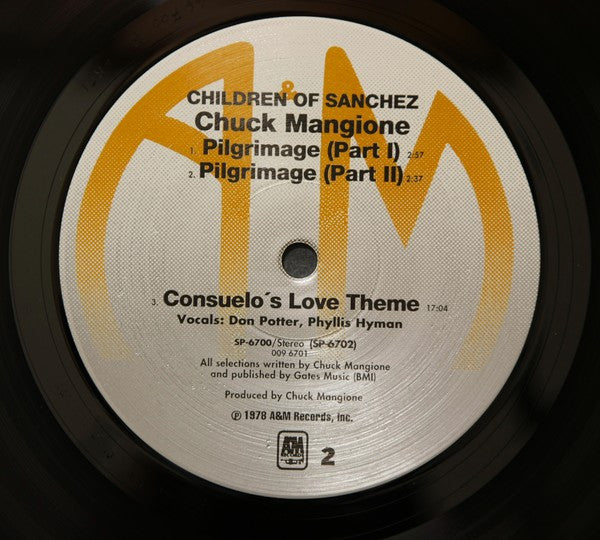 &
CHILDREN OF SANCHEZ
Chuck Mangione
1. Pilgrimage (Part I) 2:57
2. Pilgrimage (Part II) 2:37
3. Consuelo´s Love Theme 17:04
Vocals: Don Potter, Phyllis Hyman
SP-6700/Stereo (SP-6702)
009 6701
All selections written by Chuck Mangione
and published by Gates Music (BMI)
Produced by Chuck Mangione
℗ 1978 A&M Records, Inc.
A&M 2